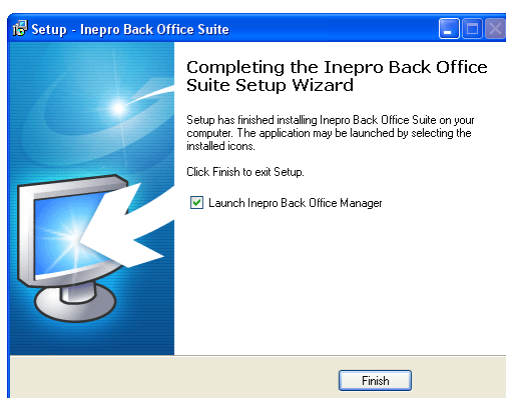 Setup - Inepro Back Office Suite
Completing the Inepro Back Office
Suite Setup Wizard
Setup has finished installing Inepro Back Office Suite on your
computer. The application may be launched by selecting the
installed icons.
Click Finish to exit Setup.
Launch Inepro Back Office Manager
Finish